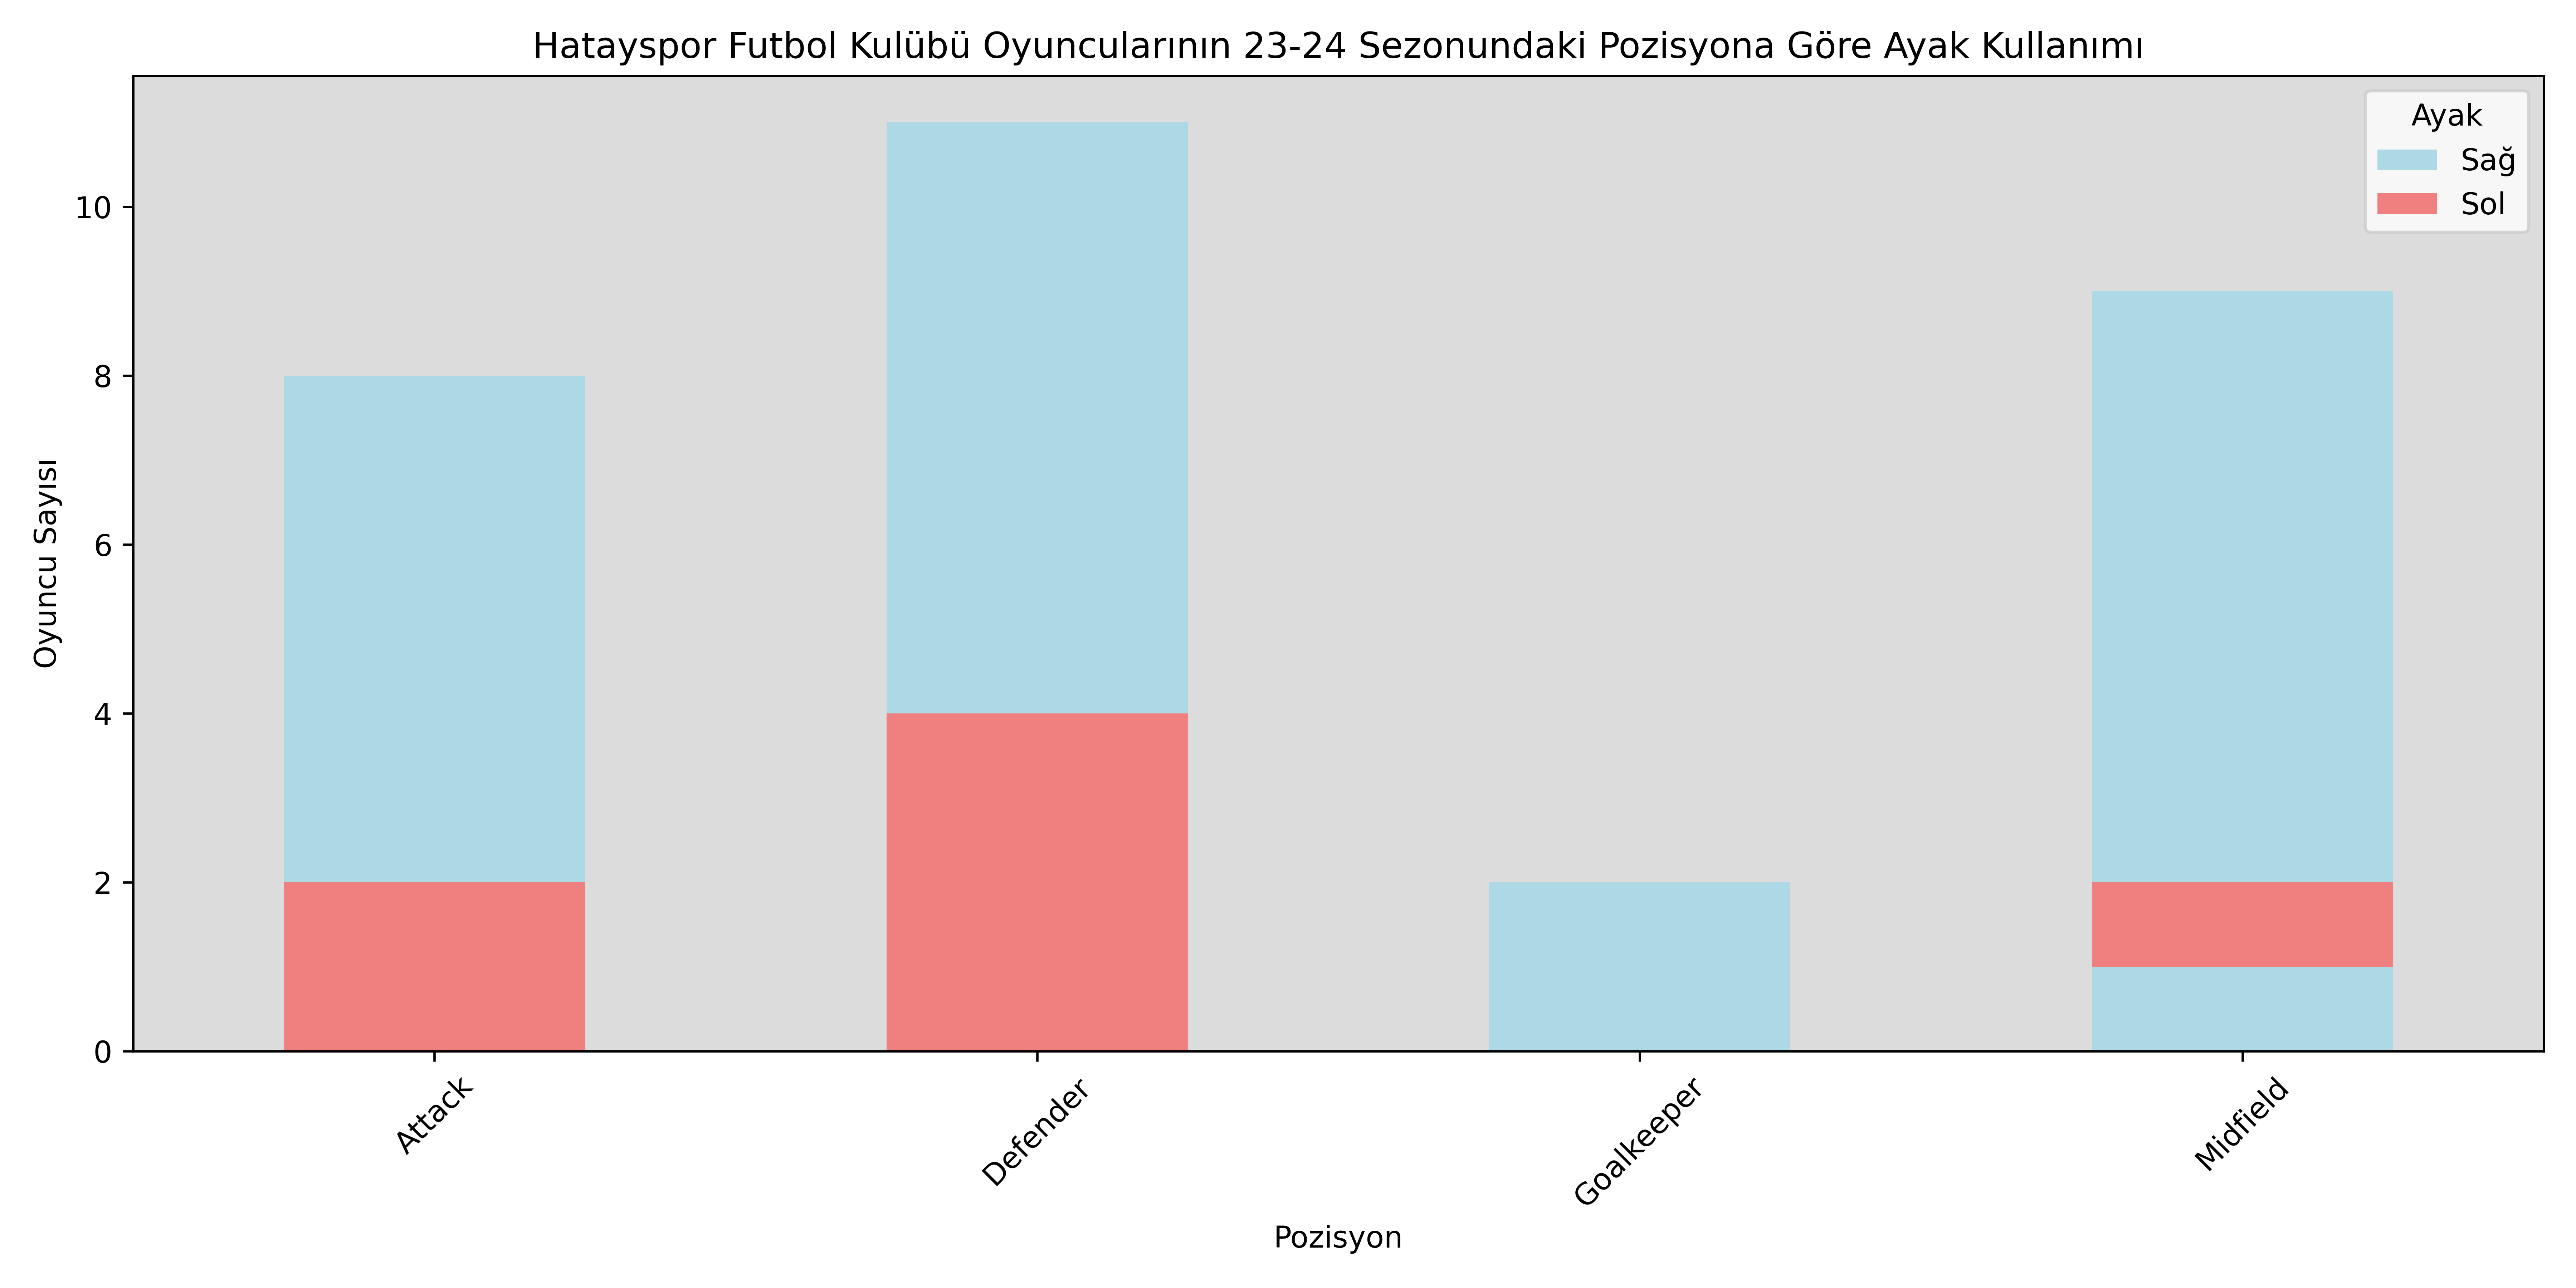 Hatayspor Futbol Kulübü Oyuncularının 23-24 Sezonundaki Pozisyona Göre Ayak Kullanımı
Ayak
Sağ
Sol
Oyuncu Sayısı
10
8
6
4
2
0
Attack
Defender
Goalkeeper
Midfield
Pozisyon